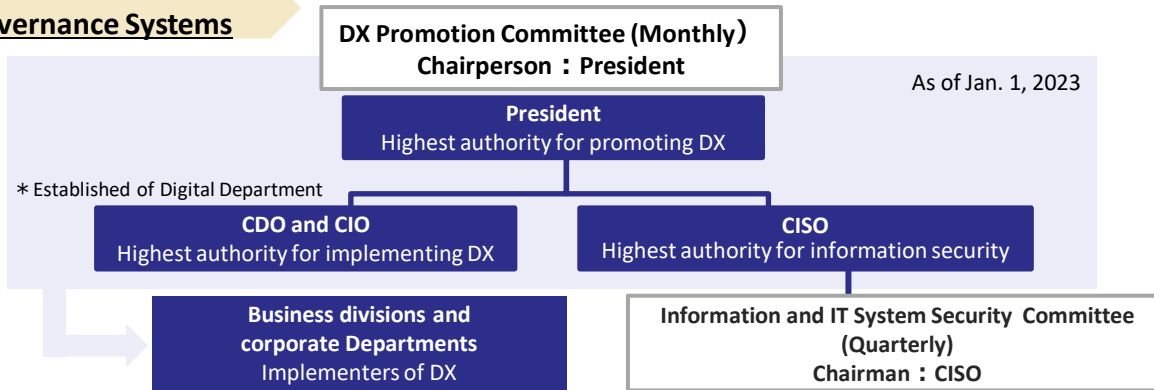 vernance Systems
DX Promotion Committee (Monthly）
Chairperson：President
As of Jan. 1, 2023
President
Highest authority for promoting DX
＊Established of Digital Department
CDO and CIO
Highest authority for implementing DX
CISO
Highest authority for information security
Business divisions and
corporate Departments
Implementers of DX
Information and IT System Security Committee
(Quarterly)
Chairman：CISO